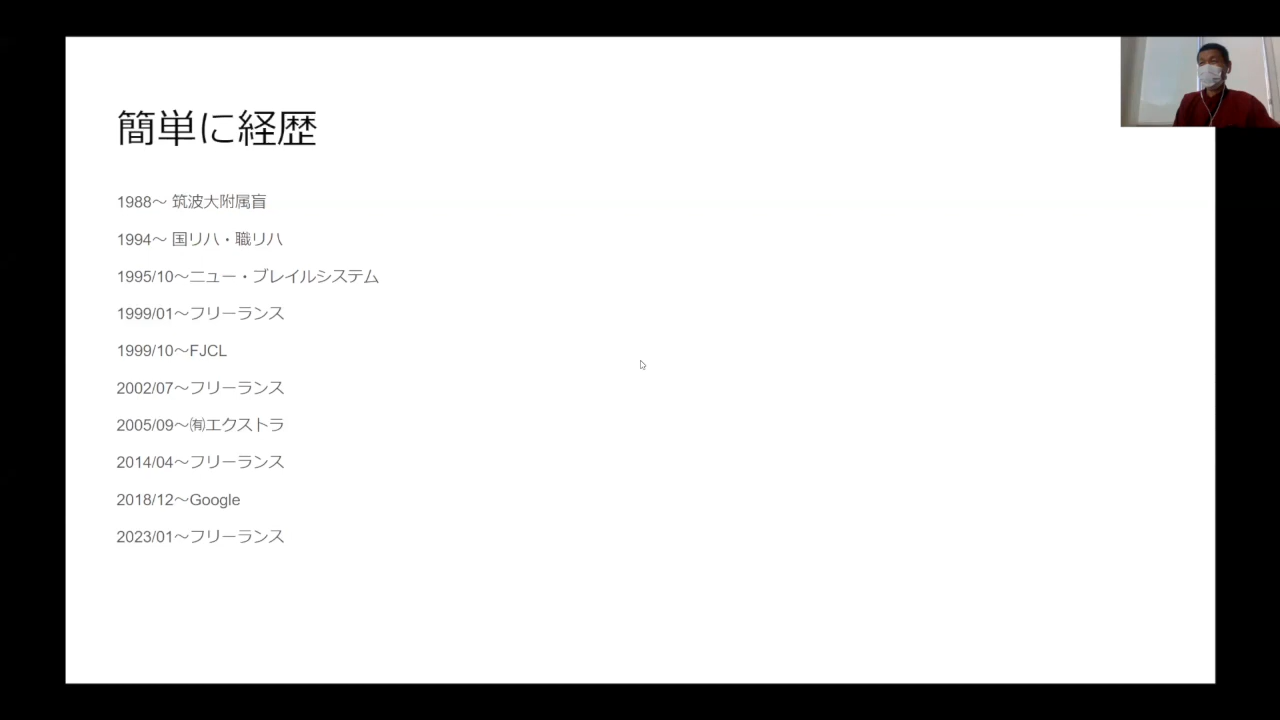 簡単に経歴
1988～ 筑波大附属盲
1994～ 国リハ・職リハ
1995/10～ニュー・ブレイルシステム
1999/01～フリーランス
1999/10～FJCL
2002/07～フリーランス
2005/09～㈲エクストラ
2014/04～フリーランス
2018/12～Google
2023/01～フリーランス